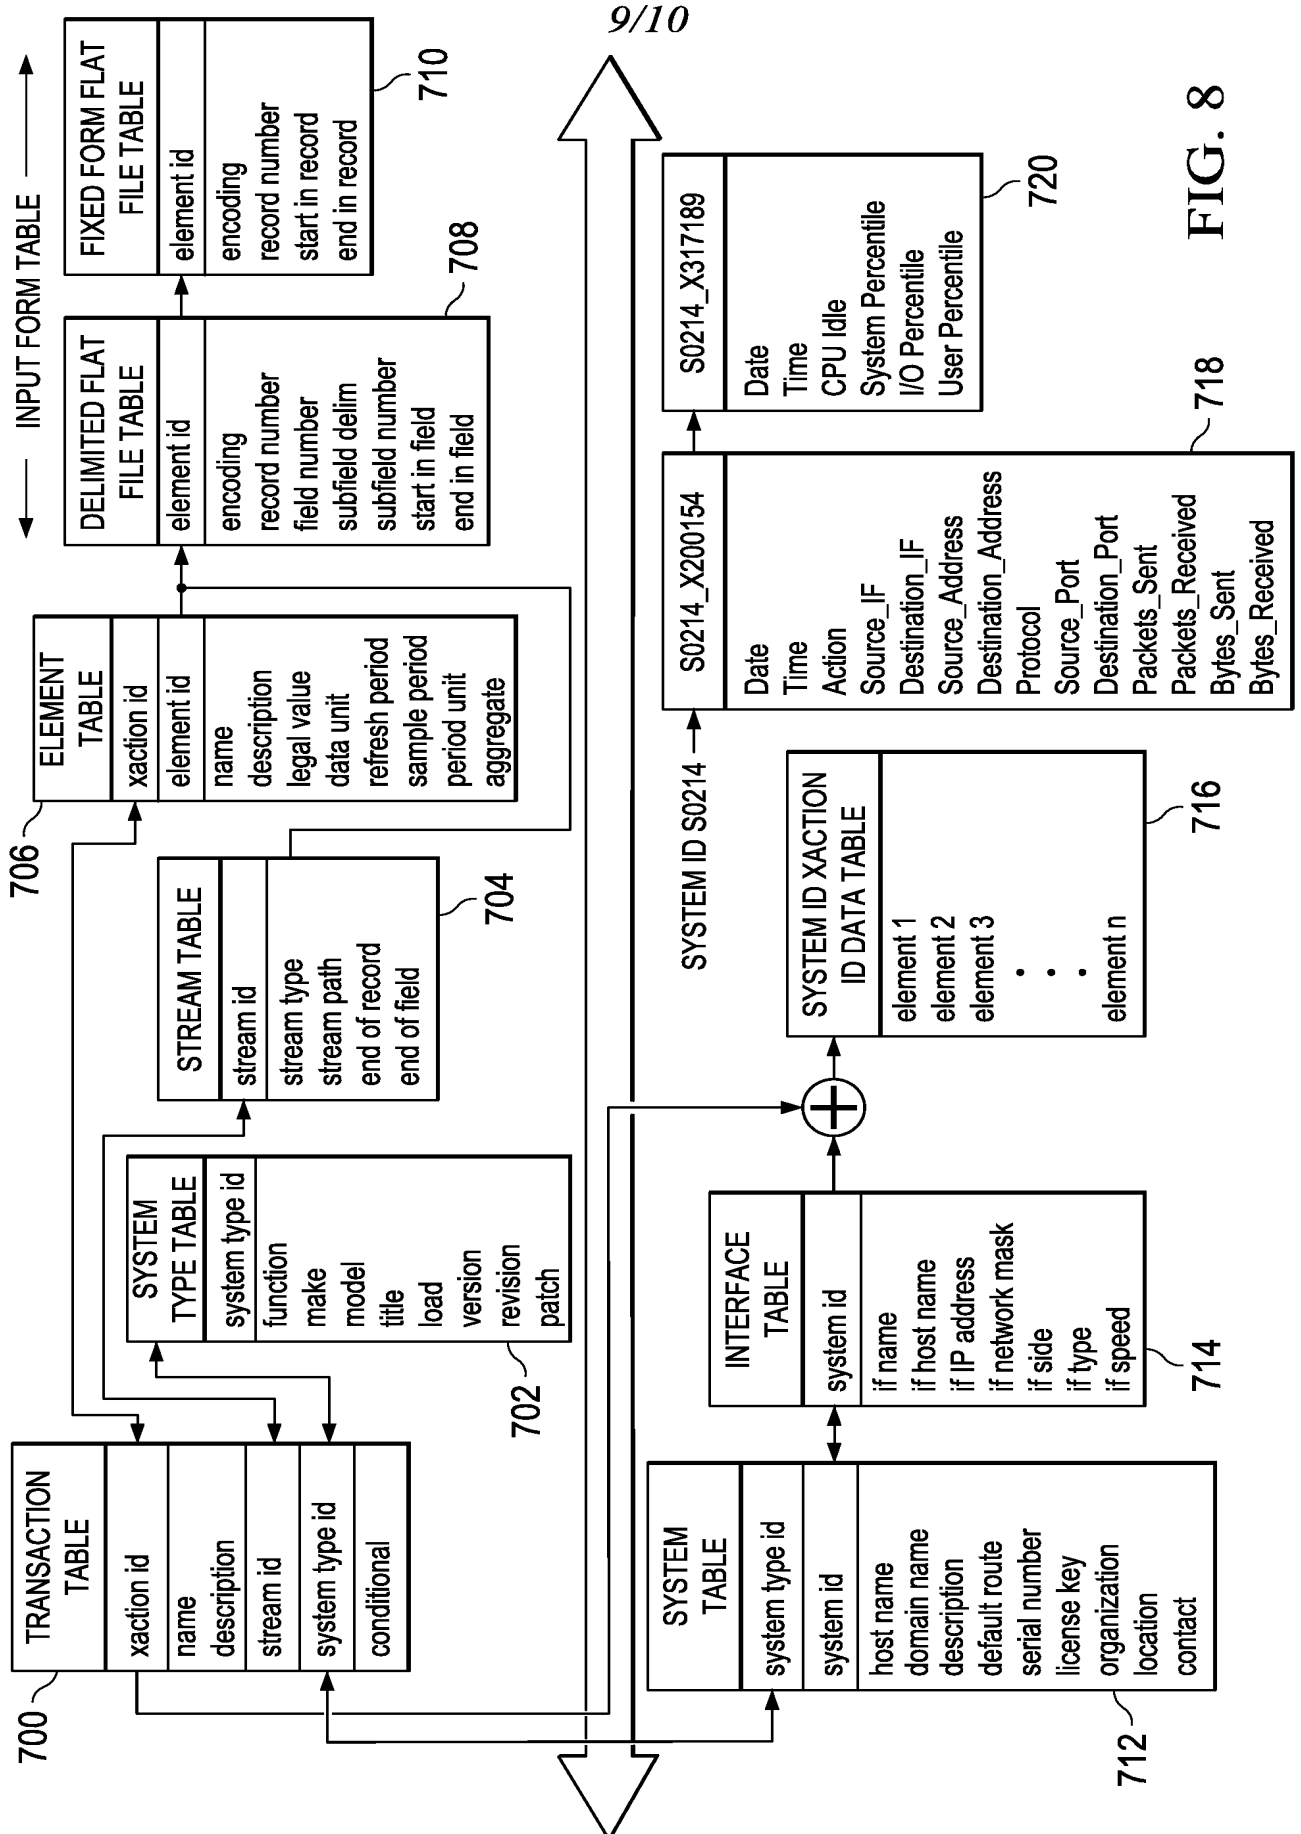 9/10
INPUT FORM TABLE
TRANSACTION
TABLE
xaction id
name
description
stream id
system type id
conditional
700
SYSTEM
TYPE TABLE
system type id
function
make
model
title
load
version
revision
patch
702
STREAM TABLE
stream id
stream type
stream path
end of record
end of field
704
706
ELEMENT
TABLE
xaction id
element id
name
description
legal value
data unit
refresh period
sample period
period unit
aggregate
DELIMITED FLAT
FILE TABLE
element id
encoding
record number
field number
subfield delim
subfield number
start in field
end in field
708
FIXED FORM FLAT
FILE TABLE
element id
encoding
record number
start in record
end in record
710
SYSTEM
TABLE
system type id
system id
host name
domain name
description
default route
serial number
license key
organization
location
contact
712
INTERFACE
TABLE
system id
if name
if host name
if IP address
if network mask
if side
if type
if speed
714
SYSTEM ID XACTION
ID DATA TABLE
element 1
element 2
element 3
. . .
element n
716
SYSTEM ID S0214
S0214_X200154
Date
Time
Action
Source_IF
Destination_IF
Source_Address
Destination_Address
Protocol
Source_Port
Destination_Port
Packets_Sent
Packets_Received
Bytes_Sent
Bytes_Received
718
S0214_X317189
Date
Time
CPU Idle
System Percentile
I/O Percentile
User Percentile
720
FIG. 8